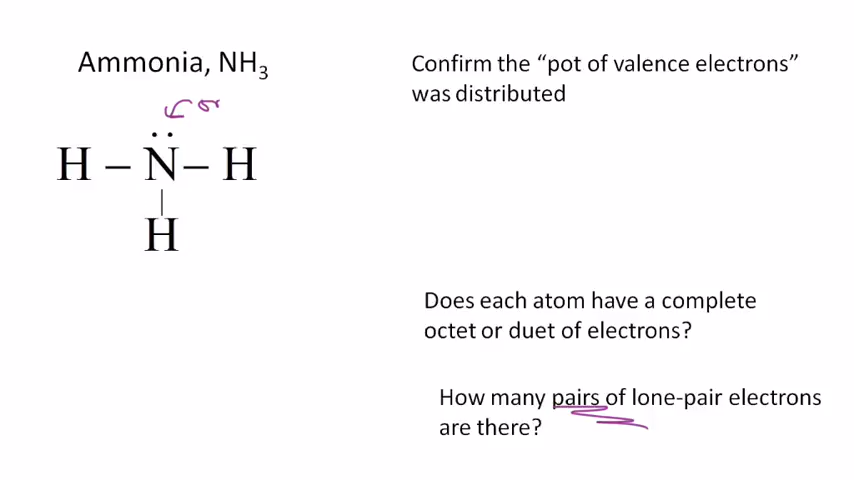 Ammonia, NH₃
Confirm the “pot of valence electrons”
was distributed
H – N – H
H
Does each atom have a complete
octet or duet of electrons?
How many pairs of lone-pair electrons
are there?